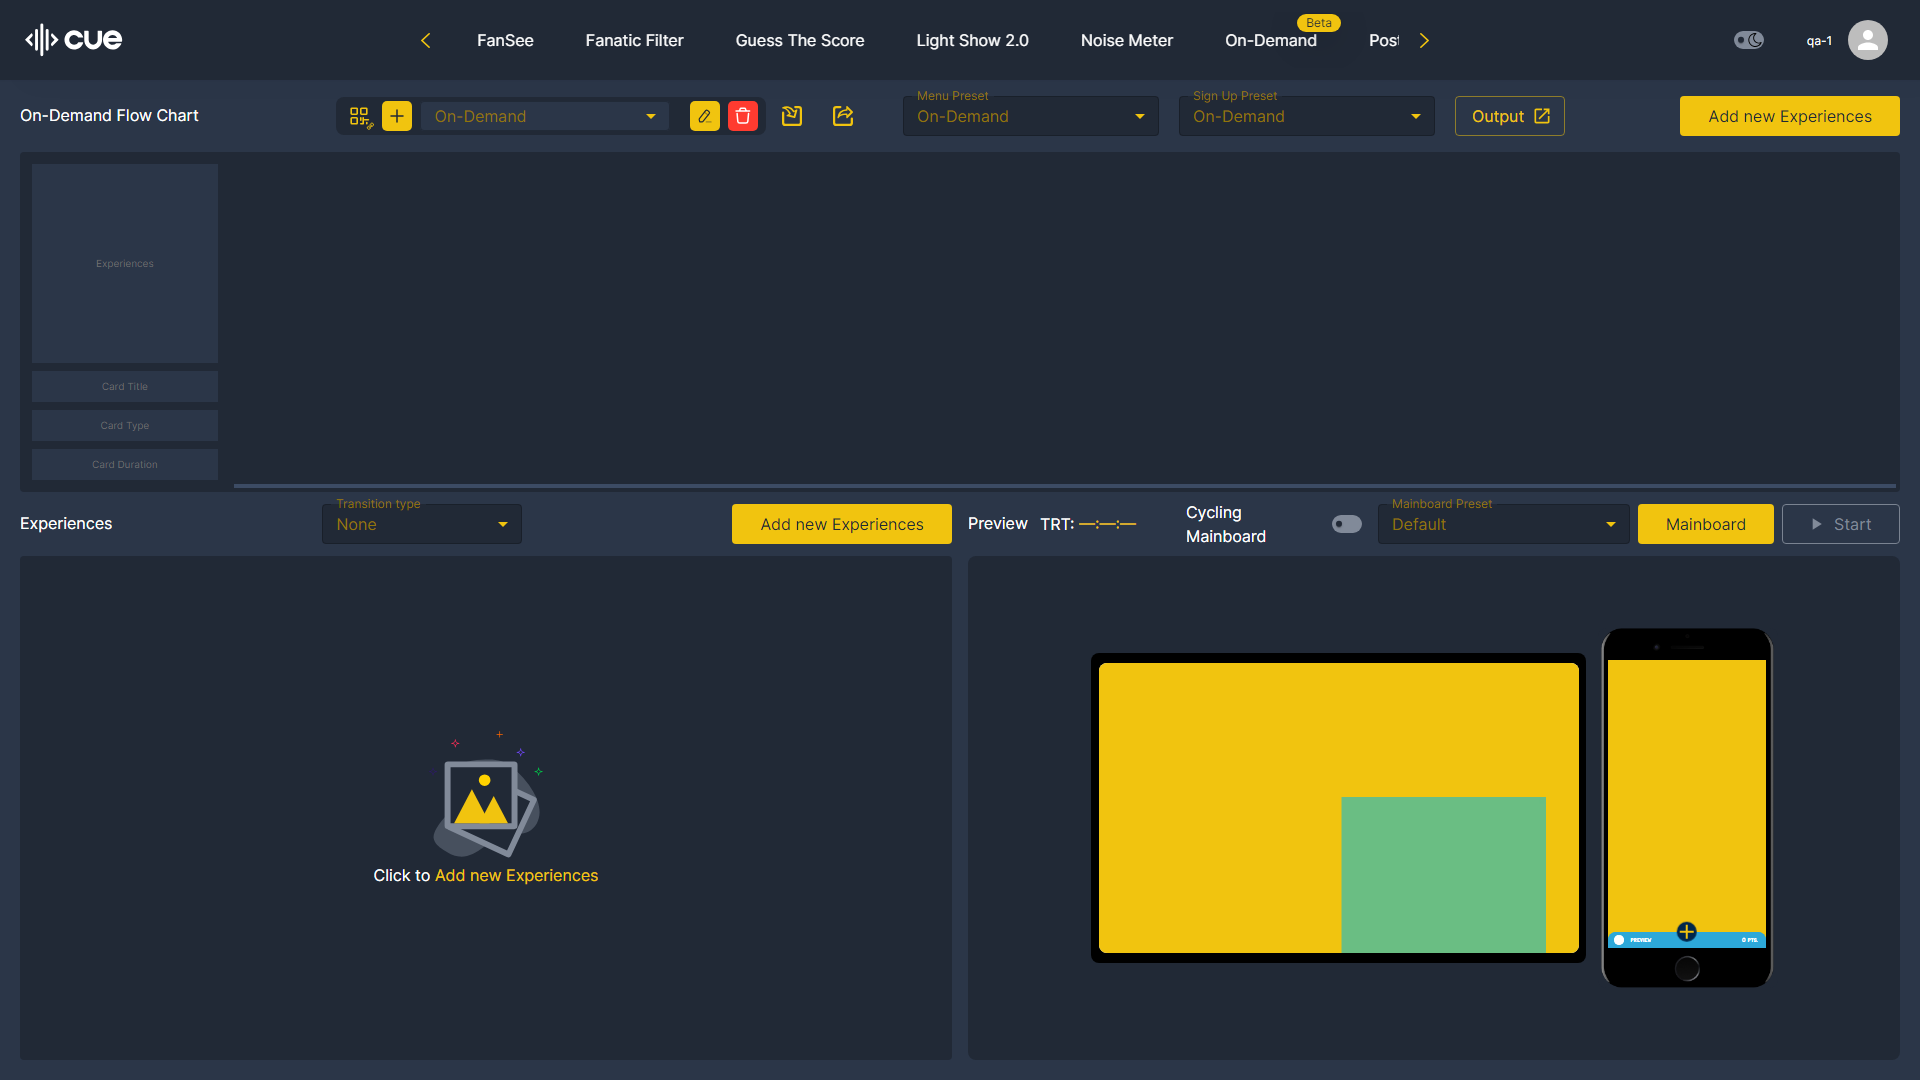 cue
FanSee
Fanatic Filter
Guess The Score
Light Show 2.0
Noise Meter
On-Demand
Beta
Pos
qa-1
On-Demand Flow Chart
On-Demand
Menu Preset
On-Demand
Sign Up Preset
On-Demand
Output
Add new Experiences
Experiences
Card Title
Card Type
Card Duration
Experiences
Transition type
None
Add new Experiences
Preview
TRT: —:—:—
Cycling
Mainboard
Mainboard Preset
Default
Mainboard
Start
Click to Add new Experiences
PREVIEW
0 PTS.